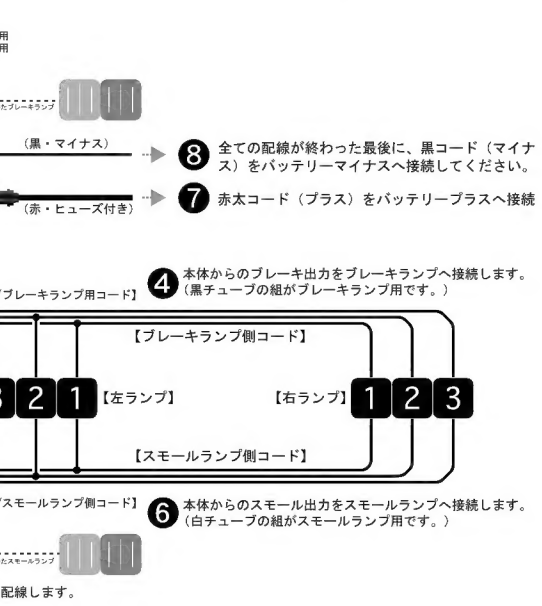 用
用
たブレーキランプ
(黒・マイナス)
8 全ての配線が終わった最後に、黒コード(マイナ
ス)をバッテリーマイナスへ接続してください。
(赤・ヒューズ付き)
7 赤太コード(プラス)をバッテリープラスへ接続
ブレーキランプ用コード】
4 本体からのブレーキ出力をブレーキランプへ接続します。
(黒チューブの組がブレーキランプ用です。)
【ブレーキランプ側コード】
3 2 1 【左ランプ】 【右ランプ】 1 2 3
【スモールランプ側コード】
スモールランプ側コード】
6 本体からのスモール出力をスモールランプへ接続します。
(白チューブの組がスモールランプ用です。)
たスモールランプ
配線します。